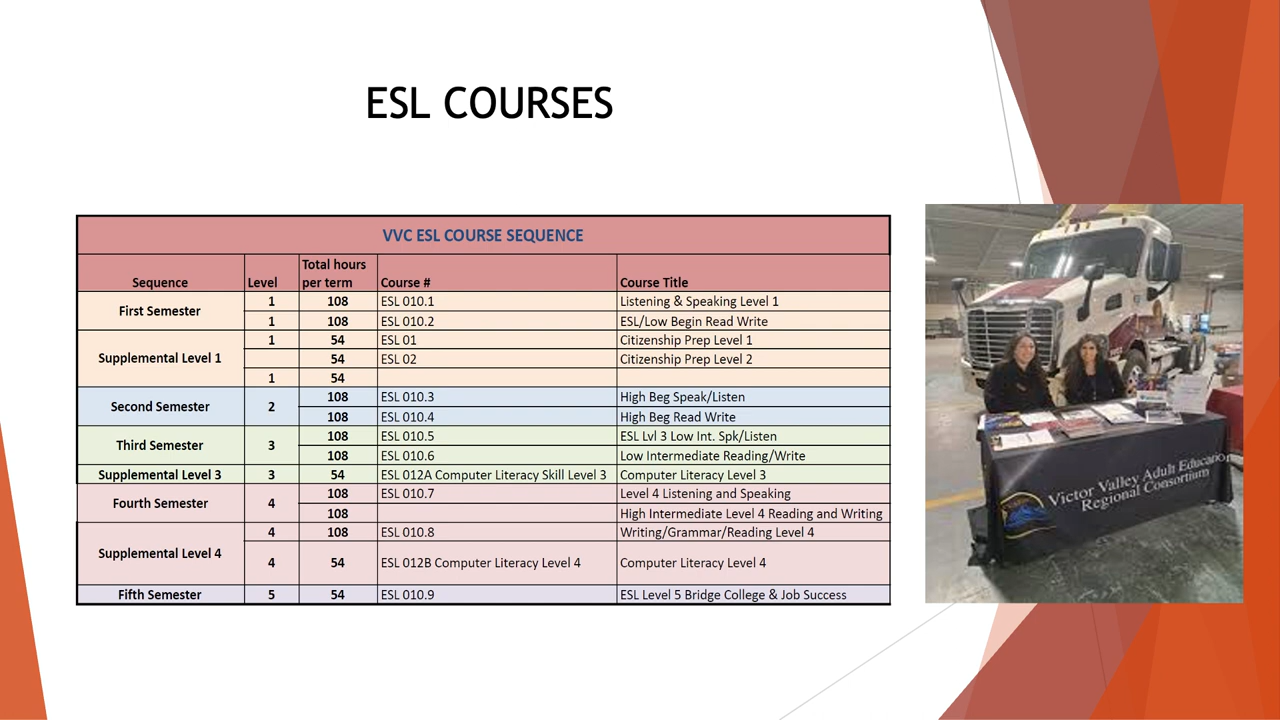 ESL COURSES
VVC ESL COURSE SEQUENCE
Sequence Level Total hours per term Course # Course Title
First Semester 1 108 ESL 010.1 Listening & Speaking Level 1
1 108 ESL 010.2 ESL/Low Begin Read Write
Supplemental Level 1 1 54 ESL 01 Citizenship Prep Level 1
54 ESL 02 Citizenship Prep Level 2
1 54
Second Semester 2 108 ESL 010.3 High Beg Speak/Listen
108 ESL 010.4 High Beg Read Write
Third Semester 3 108 ESL 010.5 ESL Lvl 3 Low Int. Spk/Listen
108 ESL 010.6 Low Intermediate Reading/Write
Supplemental Level 3 3 54 ESL 012A Computer Literacy Skill Level 3 Computer Literacy Level 3
Fourth Semester 4 108 ESL 010.7 Level 4 Listening and Speaking
108 High Intermediate Level 4 Reading and Writing
Supplemental Level 4 4 108 ESL 010.8 Writing/Grammar/Reading Level 4
4 54 ESL 012B Computer Literacy Level 4 Computer Literacy Level 4
Fifth Semester 5 54 ESL 010.9 ESL Level 5 Bridge College & Job Success
Victor Valley Adult Education
Regional Consortium